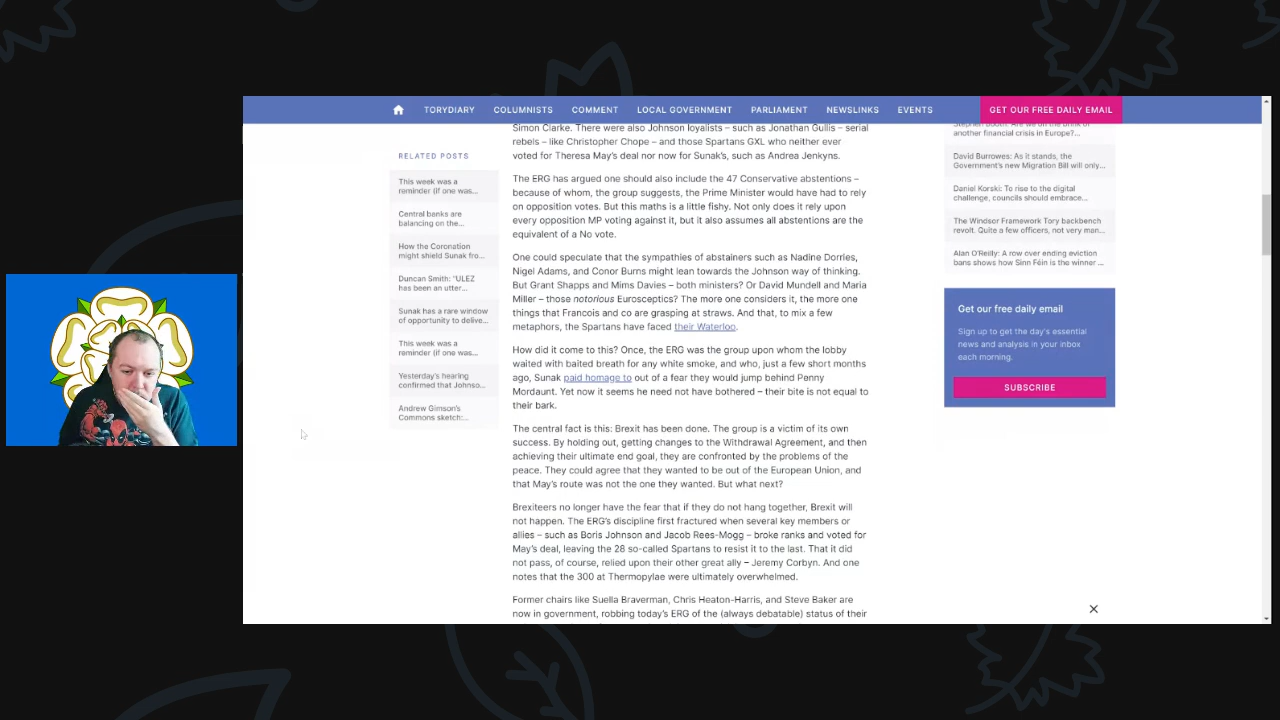 TORYDIARY COLUMNISTS COMMENT LOCAL GOVERNMENT PARLIAMENT NEWSLINKS EVENTS GET OUR FREE DAILY EMAIL
RELATED POSTS
This week was a
reminder (if one was...
Central banks are
balancing on the...
How the Coronation
might shield Sunak fro...
Duncan Smith: "ULEZ
has been an utter...
Sunak has a rare window
of opportunity to delive...
This week was a
reminder (if one was...
Yesterday's hearing
confirmed that Johnso...
Andrew Gimson's
Commons sketch:...
Simon Clarke. There were also Johnson loyalists – such as Jonathan Gullis – serial
rebels – like Christopher Chope – and those Spartans GXL who neither ever
voted for Theresa May's deal nor now for Sunak's, such as Andrea Jenkyns.
The ERG has argued one should also include the 47 Conservative abstentions –
because of whom, the group suggests, the Prime Minister would have had to rely
on opposition votes. But this maths is a little fishy. Not only does it rely upon
every opposition MP voting against it, but it also assumes all abstentions are the
equivalent of a No vote.
One could speculate that the sympathies of abstainers such as Nadine Dorries,
Nigel Adams, and Conor Burns might lean towards the Johnson way of thinking.
But Grant Shapps and Mims Davies – both ministers? Or David Mundell and Maria
Miller – those notorious Eurosceptics? The more one considers it, the more one
things that Francois and co are grasping at straws. And that, to mix a few
metaphors, the Spartans have faced their Waterloo.
How did it come to this? Once, the ERG was the group upon whom the lobby
waited with baited breath for any white smoke, and who, just a few short months
ago, Sunak paid homage to out of a fear they would jump behind Penny
Mordaunt. Yet now it seems he need not have bothered – their bite is not equal to
their bark.
The central fact is this: Brexit has been done. The group is a victim of its own
success. By holding out, getting changes to the Withdrawal Agreement, and then
achieving their ultimate end goal, they are confronted by the problems of the
peace. They could agree that they wanted to be out of the European Union, and
that May's route was not the one they wanted. But what next?
Brexiteers no longer have the fear that if they do not hang together, Brexit will
not happen. The ERG's discipline first fractured when several key members or
allies – such as Boris Johnson and Jacob Rees-Mogg – broke ranks and voted for
May's deal, leaving the 28 so-called Spartans to resist it to the last. That it did
not pass, of course, relied upon their other great ally – Jeremy Corbyn. And one
notes that the 300 at Thermopylae were ultimately overwhelmed.
Former chairs like Suella Braverman, Chris Heaton-Harris, and Steve Baker are
now in government, robbing today's ERG of the (always debatable) status of their
Stephen Booth: Are we on the brink of
another financial crisis in Europe?...
David Burrowes: As it stands, the
Government's new Migration Bill will only...
Daniel Korski: To rise to the digital
challenge, councils should embrace...
The Windsor Framework Tory backbench
revolt. Quite a few officers, not very man...
Alan O'Reilly: A row over ending eviction
bans shows how Sinn Féin is the winner ...
Get our free daily email
Sign up to get the day's essential
news and analysis in your inbox
each morning.
SUBSCRIBE